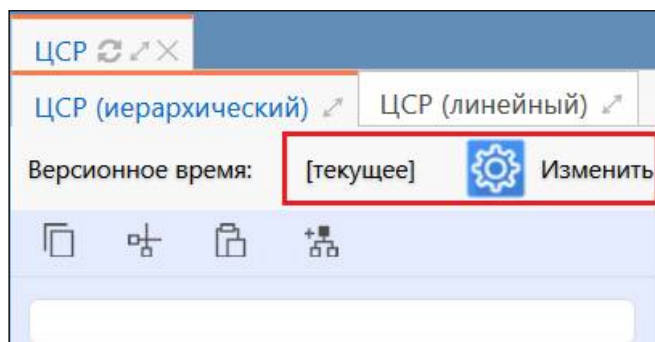 ЦСР
ЦСР (иерархический) ЦСР (линейный)
Версионное время: [текущее] Изменить